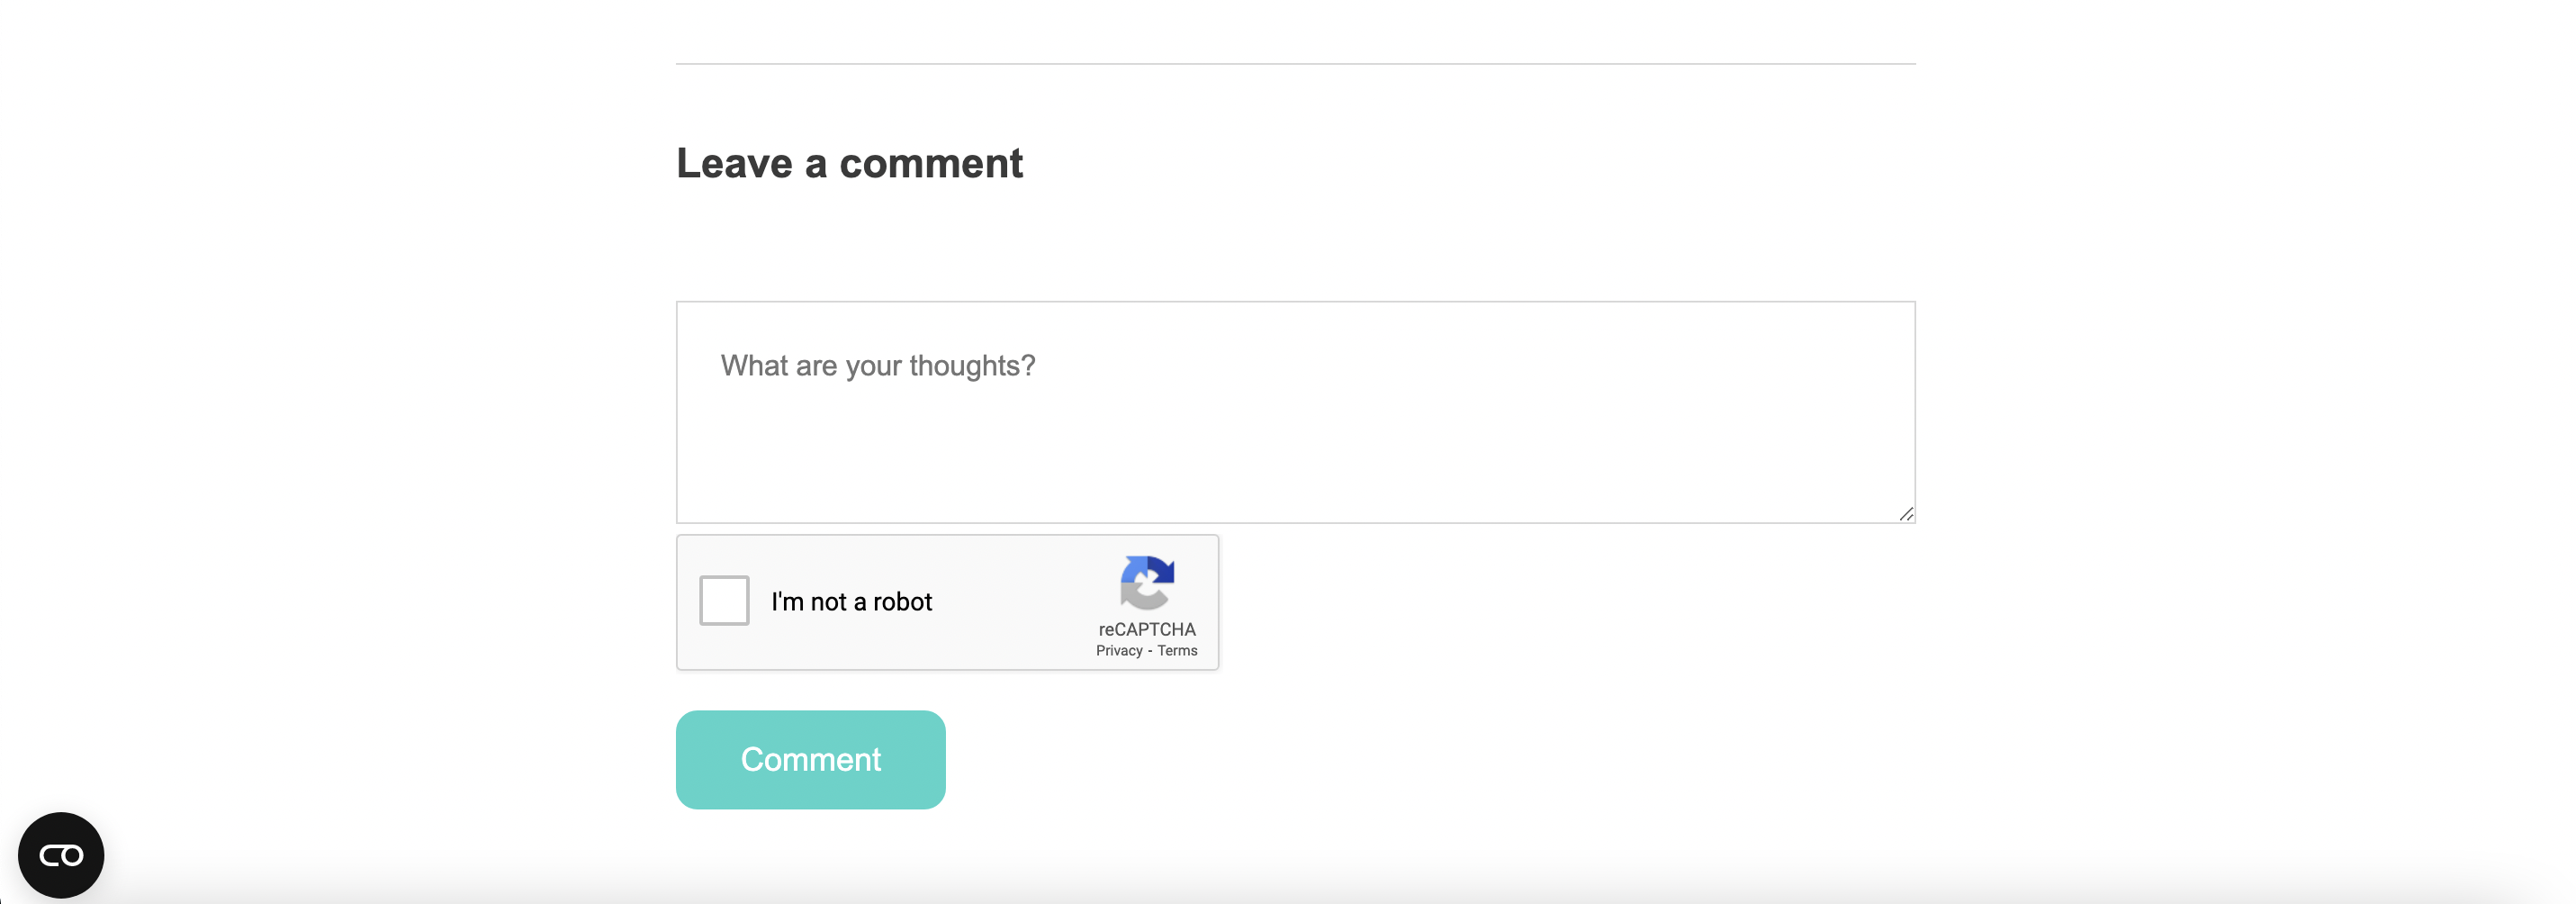 Leave a comment
What are your thoughts?
I'm not a robot
reCAPTCHA
Privacy - Terms
Comment